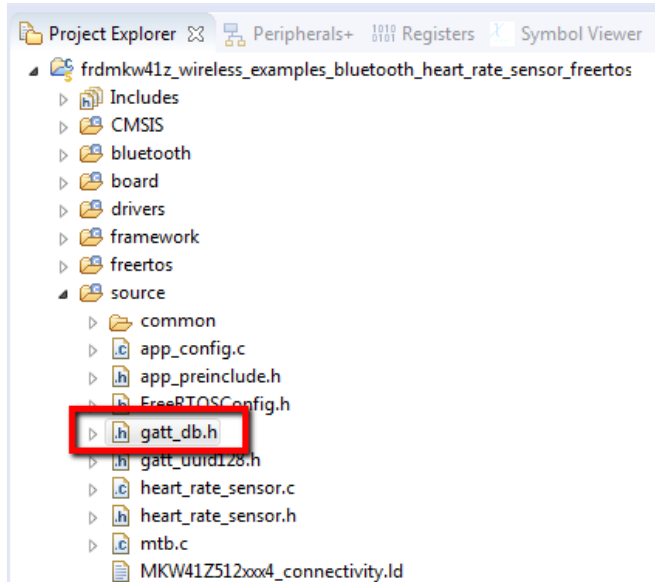 Project Explorer Peripherals+ Registers Symbol Viewer
frdmkw41z_wireless_examples_bluetooth_heart_rate_sensor_freertos
Includes
CMSIS
bluetooth
board
drivers
framework
freertos
source
common
app_config.c
app_preinclude.h
FreeRTOSConfig.h
gatt_db.h
gatt_uuid128.h
heart_rate_sensor.c
heart_rate_sensor.h
mtb.c
MKW41Z512xxx4_connectivity.ld